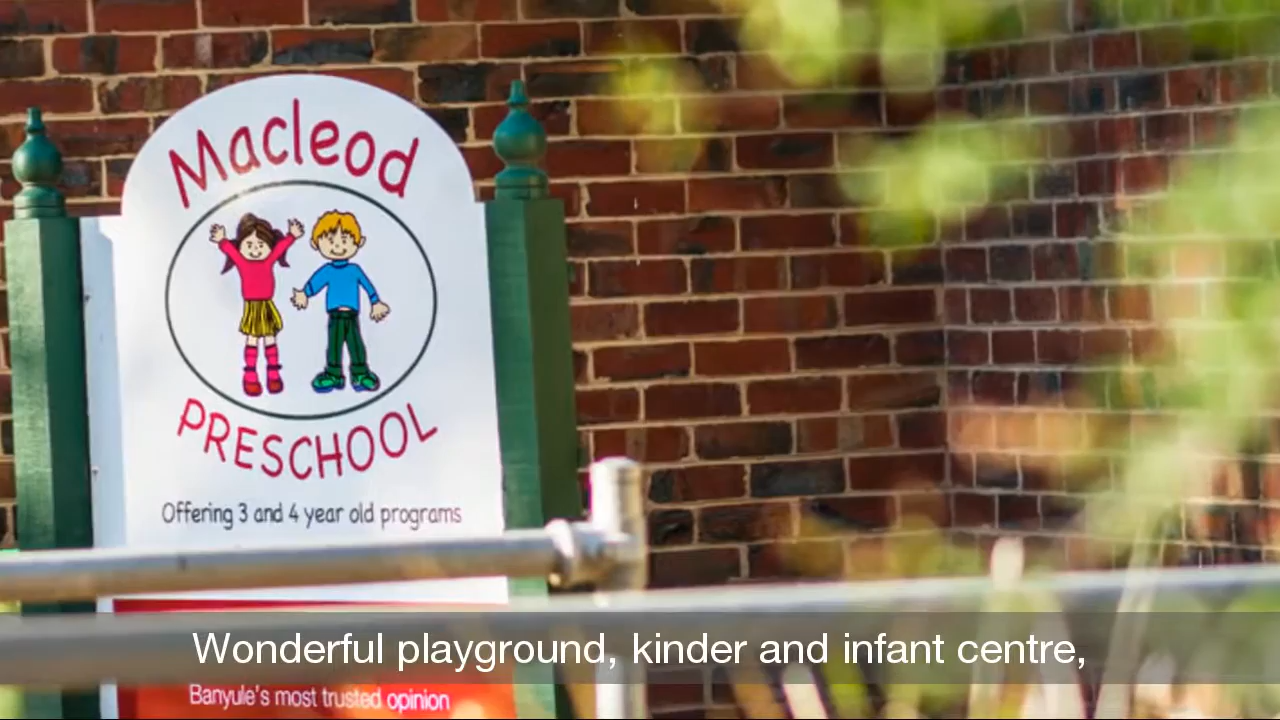 Macleod
PRESCHOOL
Offering 3 and 4 year old programs
Wonderful playground, kinder and infant centre,
Banyule's most trusted opinion